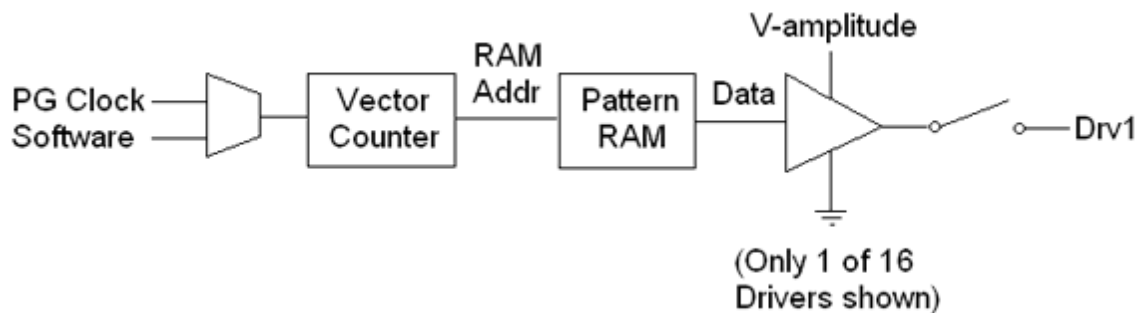 V-amplitude
PG Clock
Software
Vector
Counter
RAM
Addr
Pattern
RAM
Data
Drv1
(Only 1 of 16
Drivers shown)